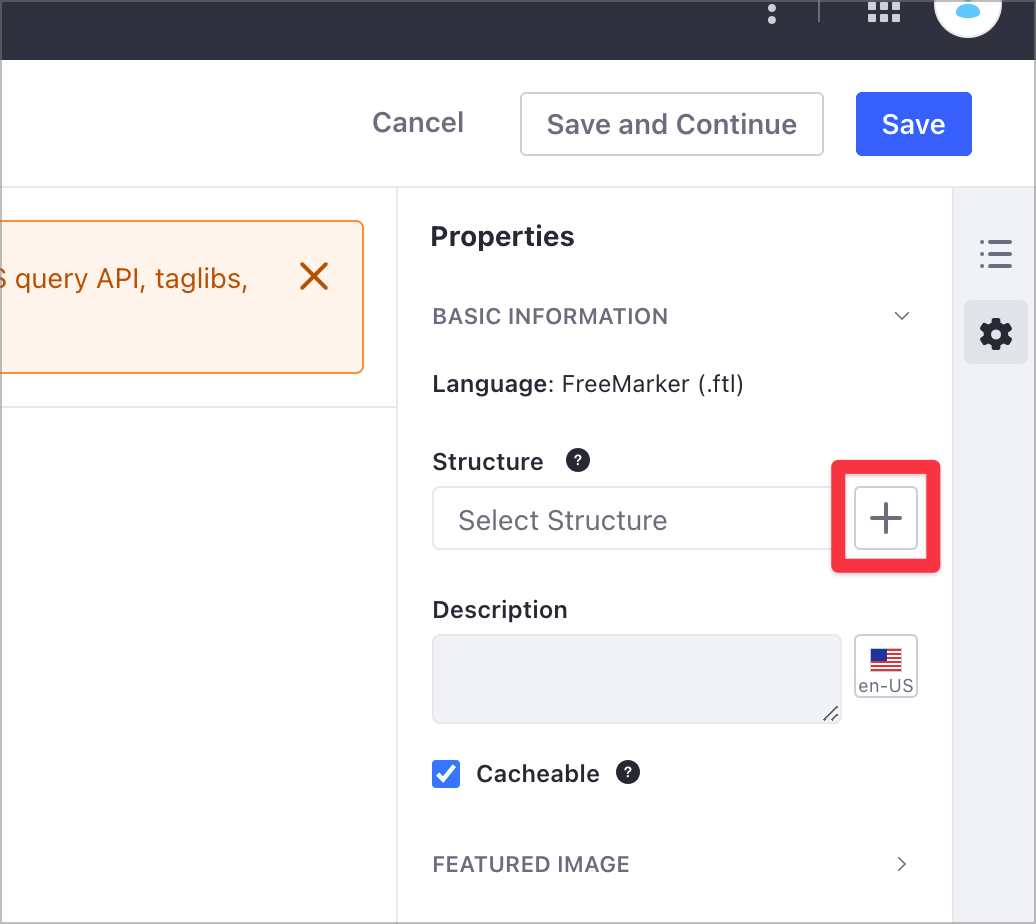 Cancel
Save and Continue
Save
query API, taglibs,
Properties
BASIC INFORMATION
Language: FreeMarker (.ftl)
Structure ?
Select Structure
Description
en-US
Cacheable ?
FEATURED IMAGE